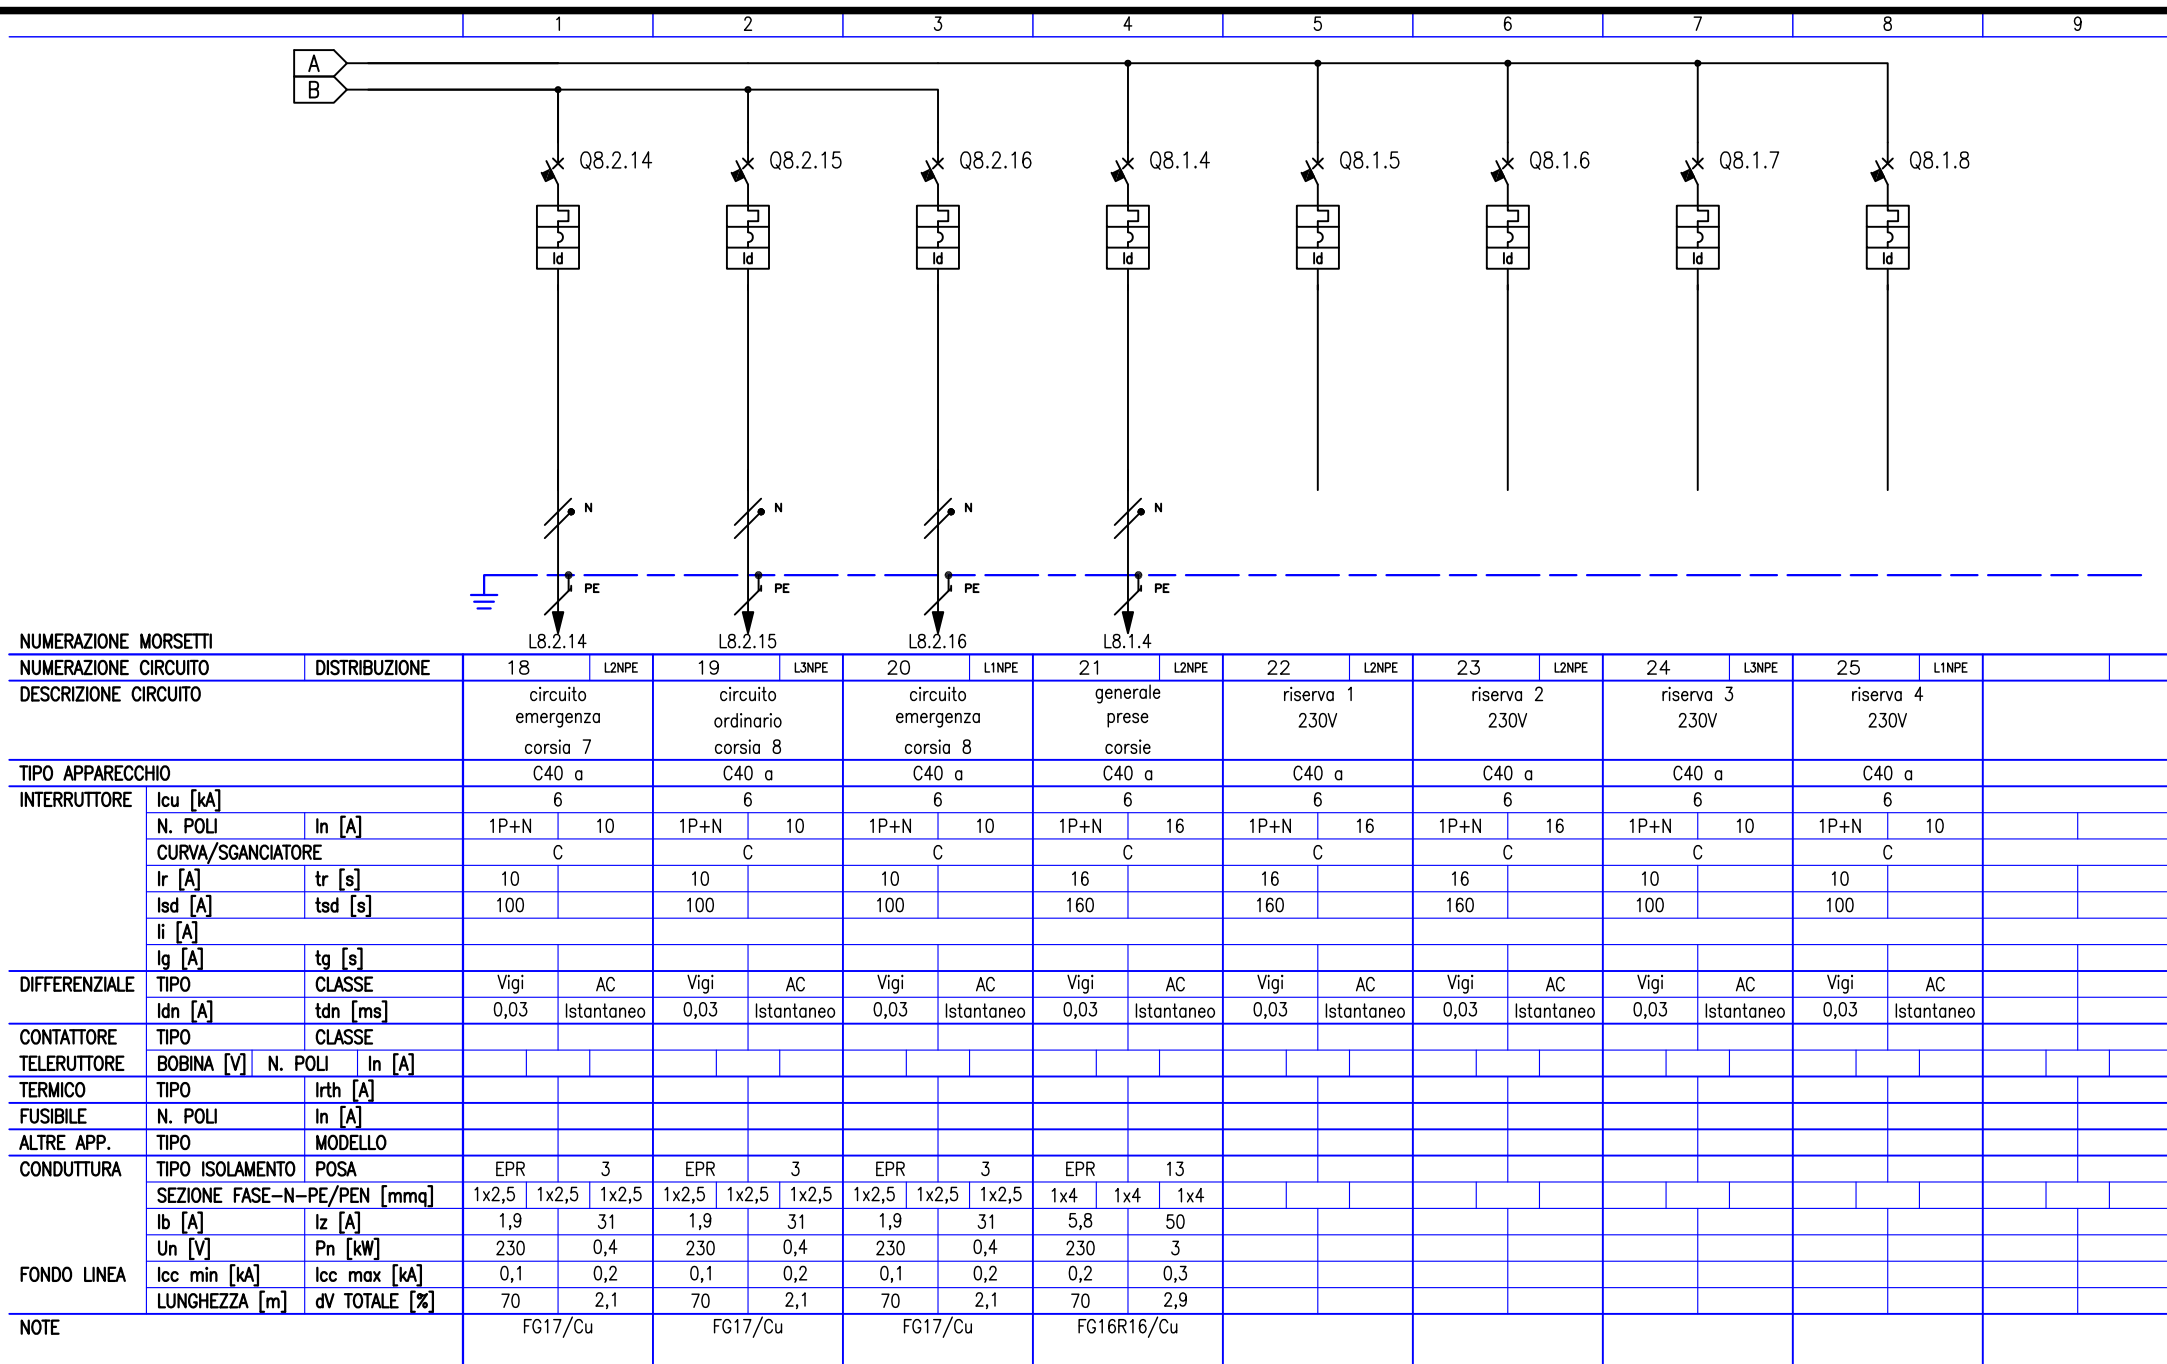 1 2 3 4 5 6 7 8 9
A
B
Q8.2.14 Q8.2.15 Q8.2.16 Q8.1.4 Q8.1.5 Q8.1.6 Q8.1.7 Q8.1.8
Id Id Id Id Id Id Id Id
N N N N
PE PE PE PE
NUMERAZIONE MORSETTI L8.2.14 L8.2.15 L8.2.16 L8.1.4
NUMERAZIONE CIRCUITO DISTRIBUZIONE 18 L2NPE 19 L3NPE 20 L1NPE 21 L2NPE 22 L2NPE 23 L2NPE 24 L3NPE 25 L1NPE
DESCRIZIONE CIRCUITO circuito circuito circuito generale riserva 1 riserva 2 riserva 3 riserva 4
emergenza ordinario emergenza prese 230V 230V 230V 230V
corsia 7 corsia 8 corsia 8 corsie
TIPO APPARECCHIO C40 a C40 a C40 a C40 a C40 a C40 a C40 a C40 a
INTERRUTTORE Icu [kA] 6 6 6 6 6 6 6 6
N. POLI In [A] 1P+N 10 1P+N 10 1P+N 10 1P+N 16 1P+N 16 1P+N 16 1P+N 10 1P+N 10
CURVA/SGANCIATORE C C C C C C C C
Ir [A] tr [s] 10 10 10 16 16 16 10 10
Isd [A] tsd [s] 100 100 100 160 160 160 100 100
Ii [A]
Ig [A] tg [s]
DIFFERENZIALE TIPO CLASSE Vigi AC Vigi AC Vigi AC Vigi AC Vigi AC Vigi AC Vigi AC Vigi AC
Idn [A] tdn [ms] 0,03 Istantaneo 0,03 Istantaneo 0,03 Istantaneo 0,03 Istantaneo 0,03 Istantaneo 0,03 Istantaneo 0,03 Istantaneo 0,03 Istantaneo
CONTATTORE TIPO CLASSE
TELERUTTORE BOBINA [V] N. POLI In [A]
TERMICO TIPO Irth [A]
FUSIBILE N. POLI In [A]
ALTRE APP. TIPO MODELLO
CONDUTTURA TIPO ISOLAMENTO POSA EPR 3 EPR 3 EPR 3 EPR 13
SEZIONE FASE-N-PE/PEN [mmq] 1x2,5 1x2,5 1x2,5 1x2,5 1x2,5 1x2,5 1x2,5 1x2,5 1x2,5 1x4 1x4 1x4
Ib [A] Iz [A] 1,9 31 1,9 31 1,9 31 5,8 50
Un [V] Pn [kW] 230 0,4 230 0,4 230 0,4 230 3
FONDO LINEA Icc min [kA] Icc max [kA] 0,1 0,2 0,1 0,2 0,1 0,2 0,2 0,3
LUNGHEZZA [m] dV TOTALE [%] 70 2,1 70 2,1 70 2,1 70 2,9
NOTE FG17/Cu FG17/Cu FG17/Cu FG16R16/Cu